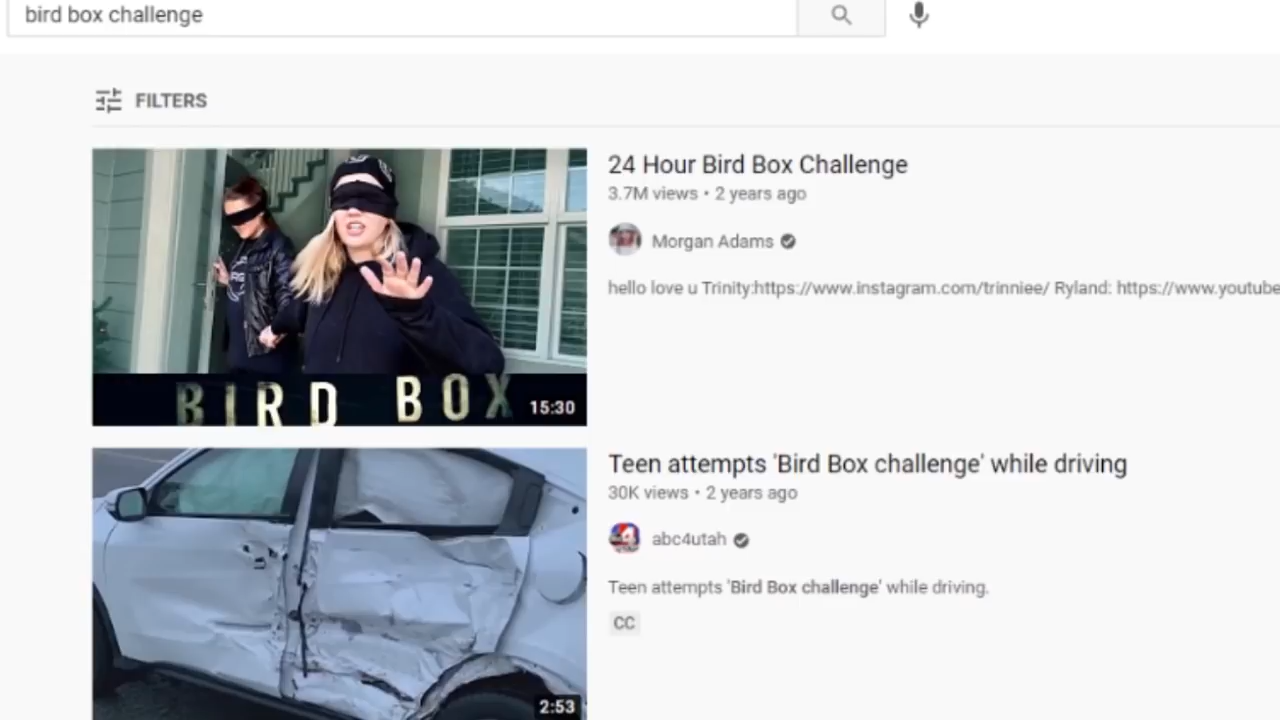 bird box challenge
FILTERS
24 Hour Bird Box Challenge
3.7M views • 2 years ago
Morgan Adams
hello love u Trinity:https://www.instagram.com/trinniee/ Ryland: https://www.youtube
BIRD BOX
15:30
Teen attempts 'Bird Box challenge' while driving
30K views • 2 years ago
abc4utah
Teen attempts 'Bird Box challenge' while driving.
CC
2:53